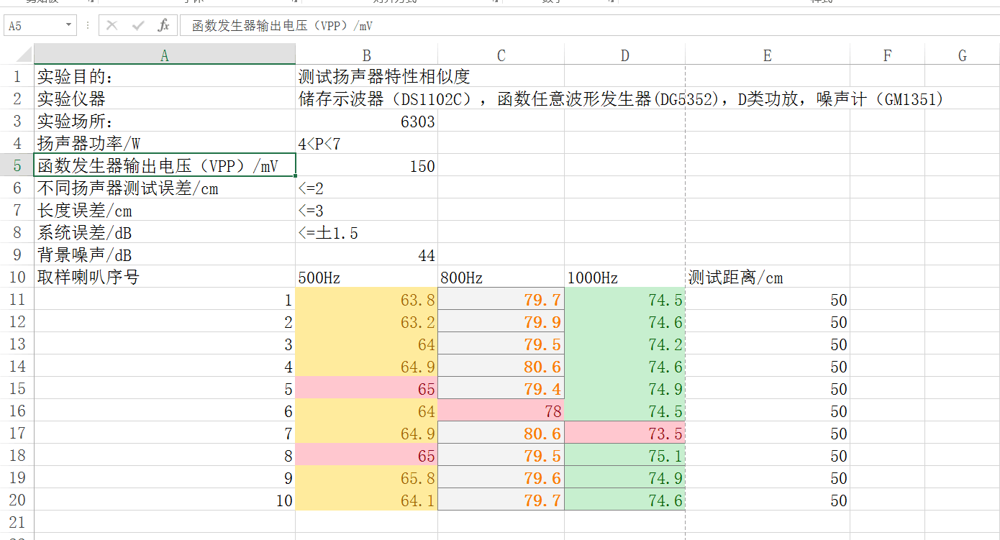 A5 函数发生器输出电压（VPP）/mV
A B C D E F G
1 实验目的： 测试扬声器特性相似度
2 实验仪器 储存示波器（DS1102C），函数任意波形发生器(DG5352)，D类功放，噪声计（GM1351)
3 实验场所： 6303
4 扬声器功率/W 4<P<7
5 函数发生器输出电压（VPP）/mV 150
6 不同扬声器测试误差/cm <=2
7 长度误差/cm <=3
8 系统误差/dB <=土1.5
9 背景噪声/dB 44
10 取样喇叭序号 500Hz 800Hz 1000Hz 测试距离/cm
11 1 63.8 79.7 74.5 50
12 2 63.2 79.9 74.6 50
13 3 64 79.5 74.2 50
14 4 64.9 80.6 74.6 50
15 5 65 79.4 74.9 50
16 6 64 78 74.5 50
17 7 64.9 80.6 73.5 50
18 8 65 79.5 75.1 50
19 9 65.8 79.6 74.9 50
20 10 64.1 79.7 74.6 50
21